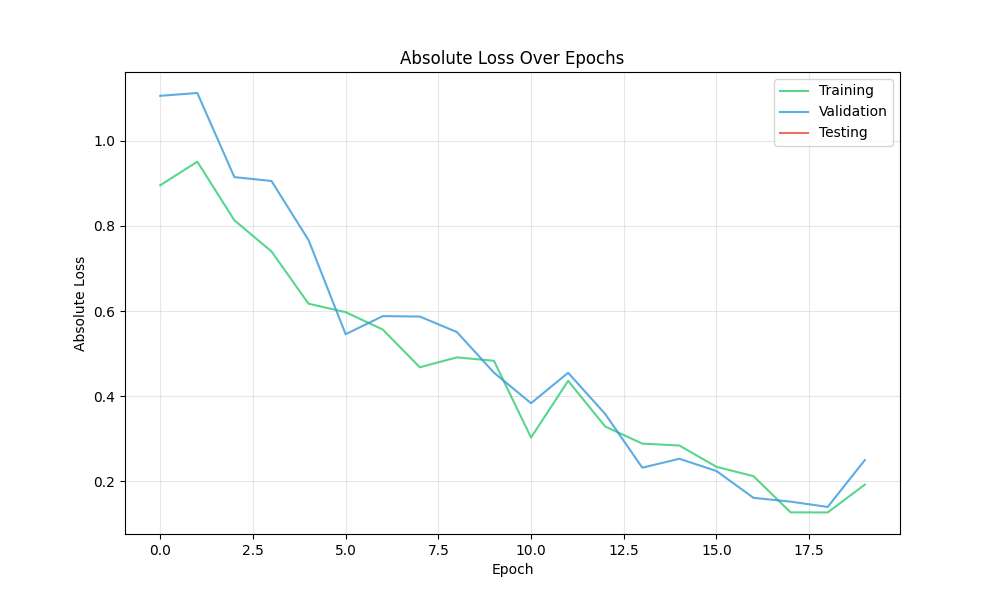 Absolute Loss Over Epochs
Training
Validation
Testing
1.0
0.8
0.6
0.4
0.2
Absolute Loss
0.0 2.5 5.0 7.5 10.0 12.5 15.0 17.5
Epoch